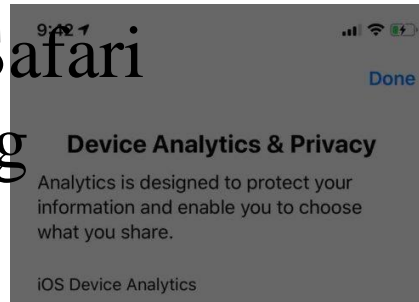 9:42
afari
Done
g
Device Analytics & Privacy
Analytics is designed to protect your
information and enable you to choose
what you share.
iOS Device Analytics